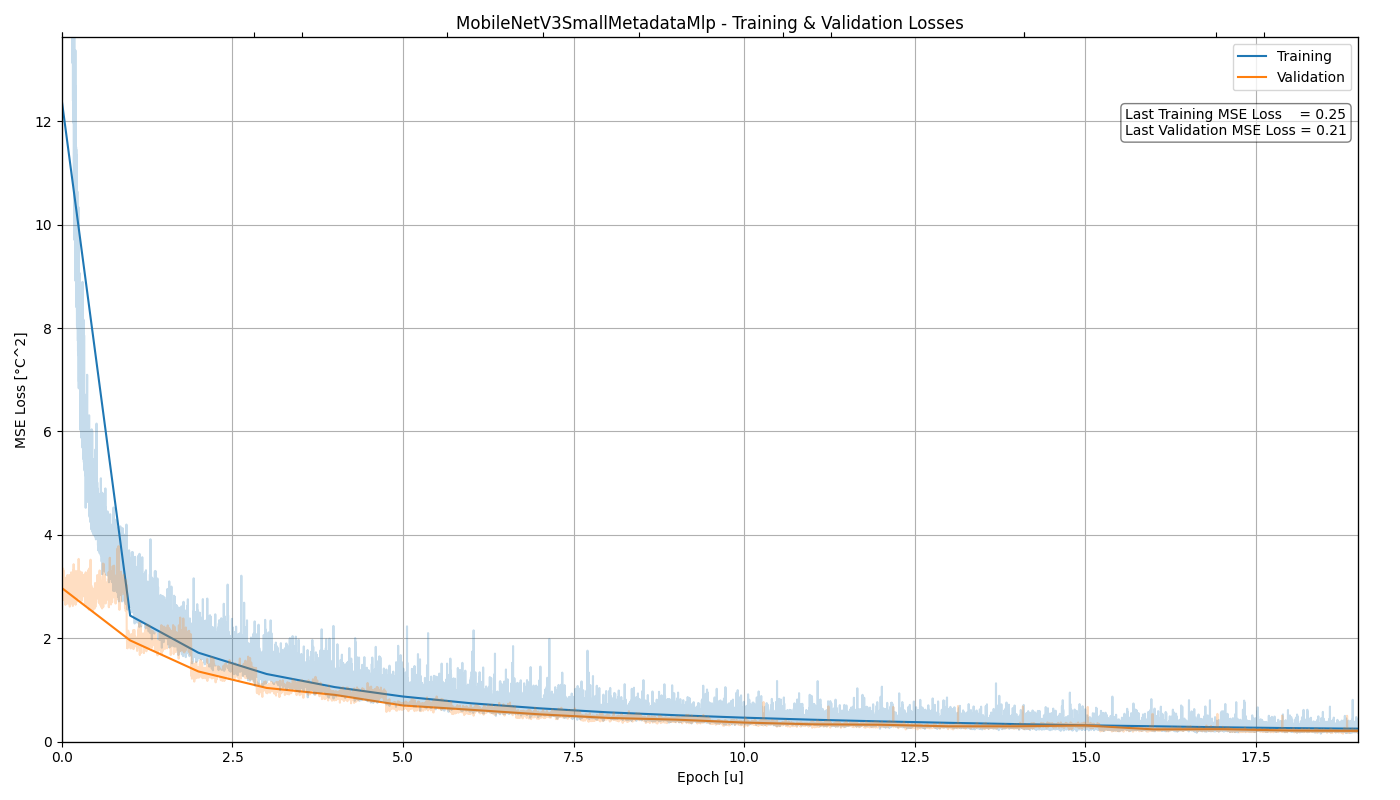 MobileNetV3SmallMetadataMlp - Training & Validation Losses
Training
Validation
Last Training MSE Loss = 0.25
Last Validation MSE Loss = 0.21
MSE Loss [°C^2]
12
10
8
6
4
2
0
0.0 2.5 5.0 7.5 10.0 12.5 15.0 17.5
Epoch [u]